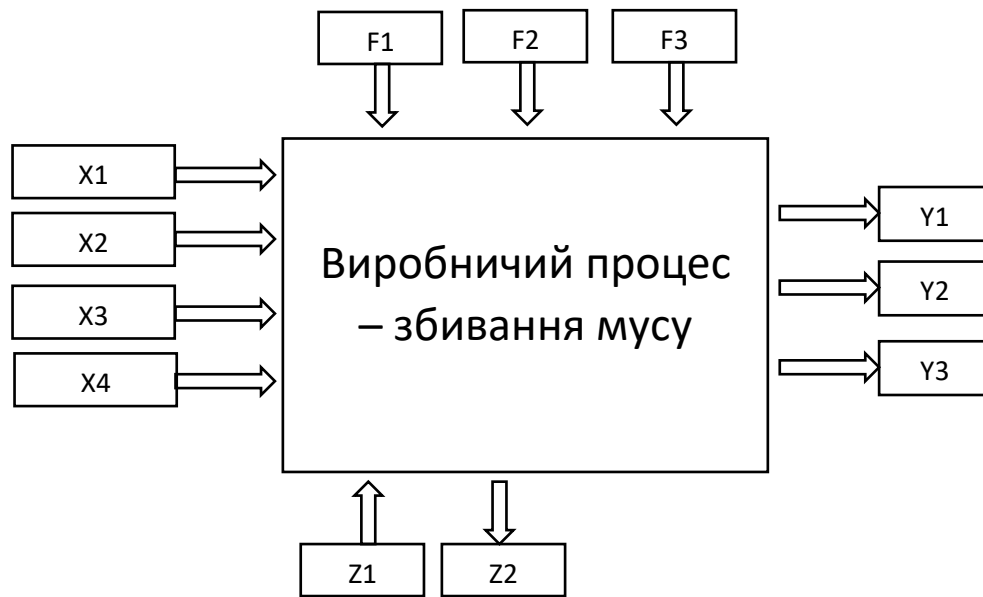 F1
F2
F3
X1
X2
X3
X4
Виробничий процес
– збивання мусу
Y1
Y2
Y3
Z1
Z2